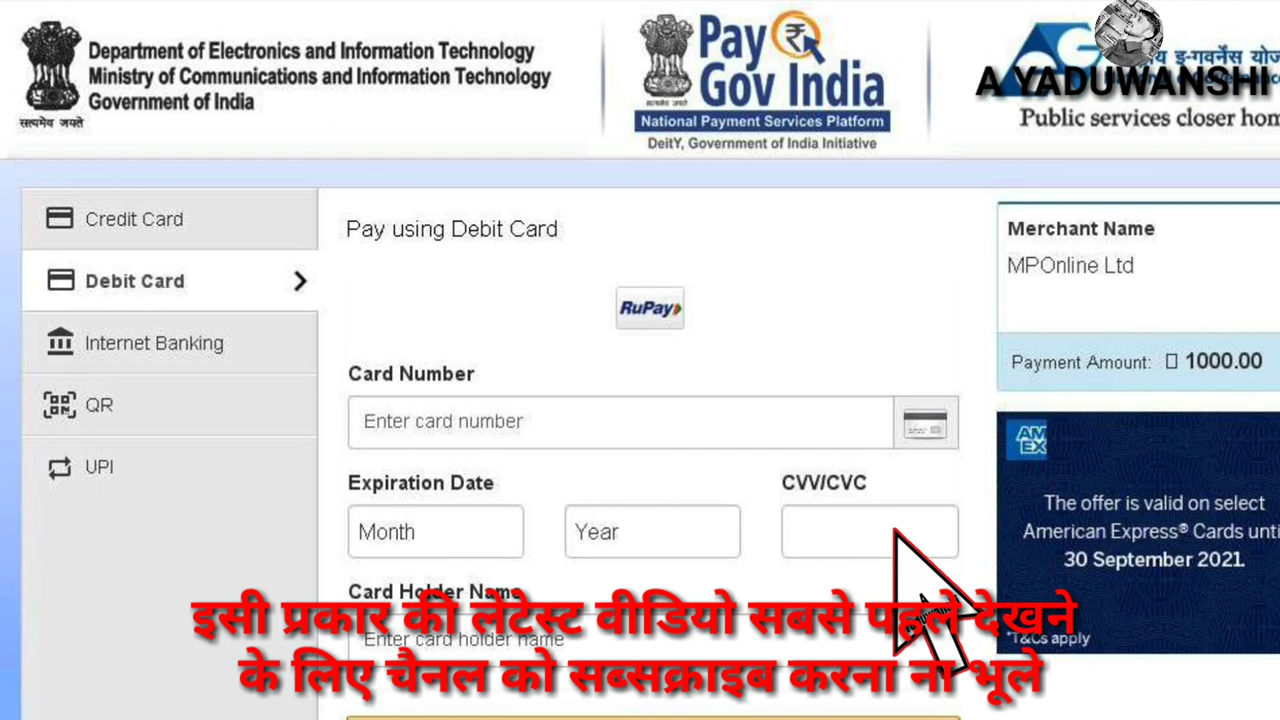 Department of Electronics and Information Technology
Ministry of Communications and Information Technology
Government of India
सत्यमेव जयते
Pay
Gov India
सत्यमेव जयते
National Payment Services Platform
DeitY, Government of India Initiative
इ-गवर्नेंस
A YADUWANSHI
Public services closer hom
Credit Card
Debit Card
Internet Banking
QR
UPI
Pay using Debit Card
RuPay
Card Number
Enter card number
Expiration Date
CVV/CVC
Month
Year
Card Holder Name
Enter card holder name
Merchant Name
MPOnline Ltd
Payment Amount: 1000.00
AM
EX
The offer is valid on select
American Express® Cards unti
30 September 2021.
*T&Cs apply
इसी प्रकार की लेटेस्ट वीडियो सबसे पहले देखने
के लिए चैनल को सब्सक्राइब करना ना भूले